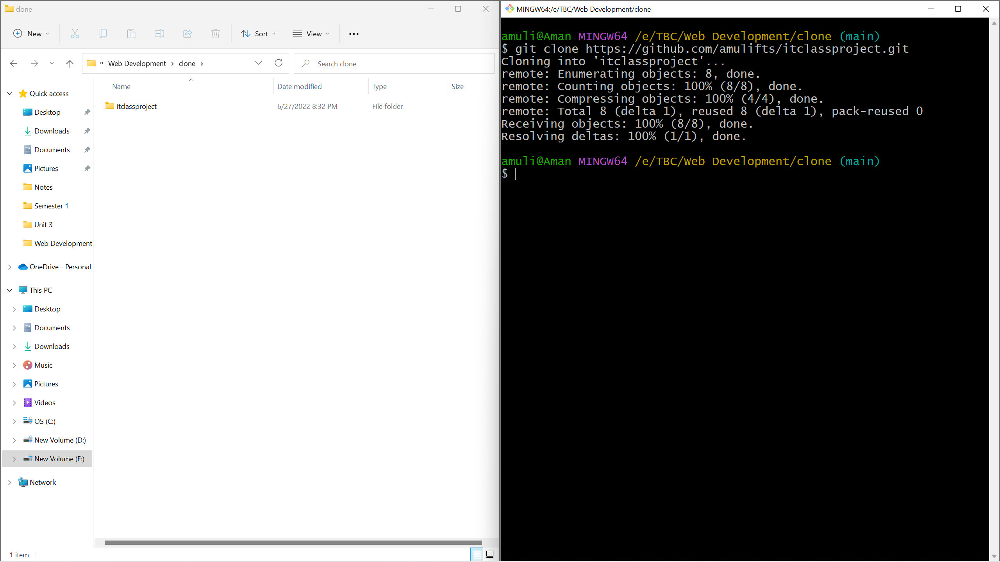 clone
New
Sort
View
« Web Development › clone ›
Search clone
Name
Date modified
Type
Size
itclassproject
6/27/2022 8:32 PM
File folder
Quick access
Desktop
Downloads
Documents
Pictures
Notes
Semester 1
Unit 3
Web Development
OneDrive - Personal
This PC
Desktop
Documents
Downloads
Music
Pictures
Videos
OS (C:)
New Volume (D:)
New Volume (E:)
Network
1 item
MINGW64:/e/TBC/Web Development/clone
amuli@Aman MINGW64 /e/TBC/Web Development/clone (main)
$ git clone https://github.com/amulifts/itclassproject.git
Cloning into 'itclassproject'...
remote: Enumerating objects: 8, done.
remote: Counting objects: 100% (8/8), done.
remote: Compressing objects: 100% (4/4), done.
remote: Total 8 (delta 1), reused 8 (delta 1), pack-reused 0
Receiving objects: 100% (8/8), done.
Resolving deltas: 100% (1/1), done.
amuli@Aman MINGW64 /e/TBC/Web Development/clone (main)
$